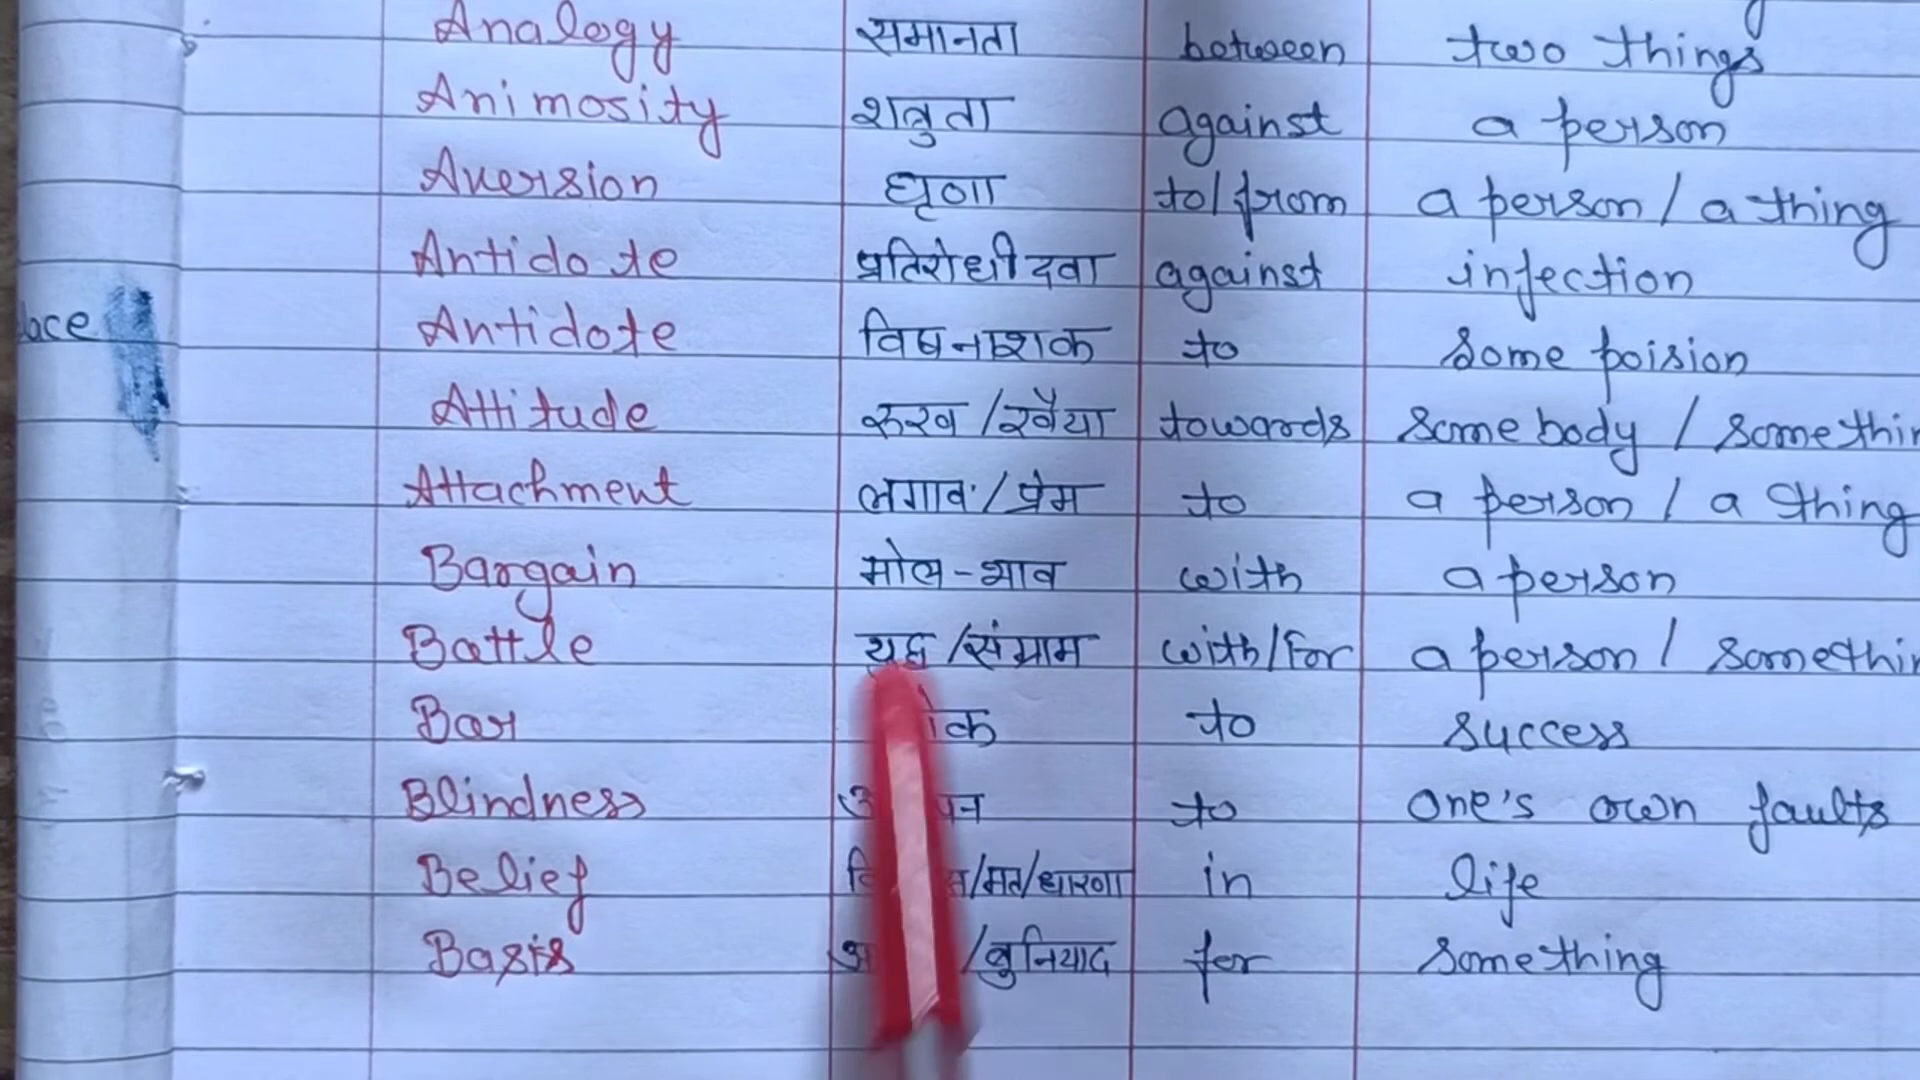 Analogy समानता between two things
Animosity शत्रुता against a person
Aversion घृणा to/from a person / a thing
Antidote प्रतिरोधी दवा against infection
Antidote विषनाशक to some poision
Attitude रुख / रवैया towards somebody / somethin
Attachment लगाव / प्रेम to a person / a thing
Bargain मोल-भाव with a person
Battle युद्ध / संग्राम with/for a person / somethin
Bar to success
Blindness to one's own faults
Belief /मत/धारणा in life
Basis /बुनियाद for something